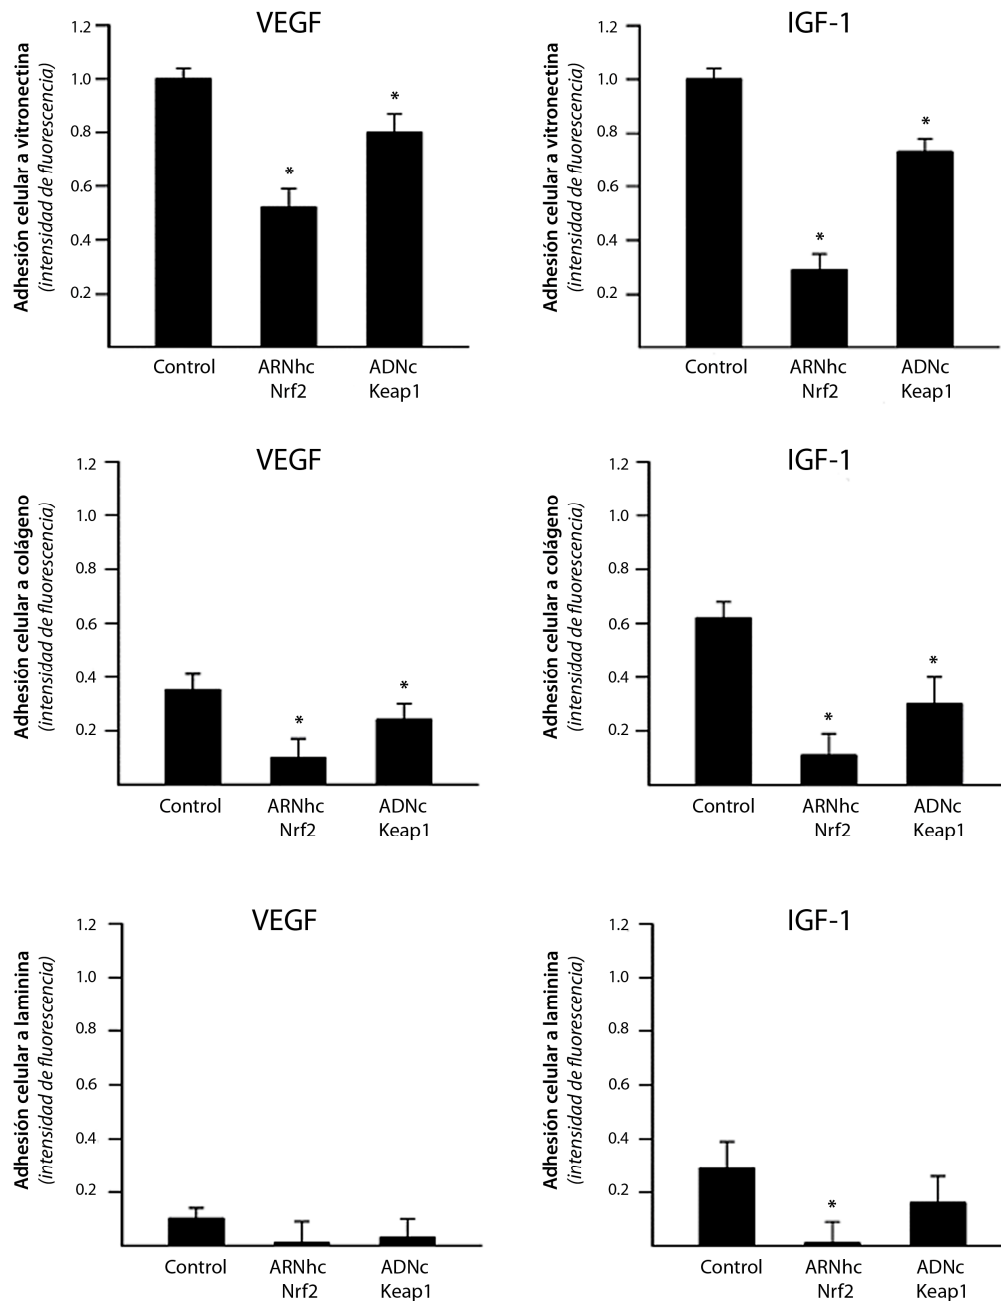 VEGF
Adhesión celular a vitronectina
(intensidad de fluorescencia)
1.2
1.0
0.8
0.6
0.4
0.2
*
*
Control
ARNhc
Nrf2
ADNc
Keap1
IGF-1
Adhesión celular a vitronectina
(intensidad de fluorescencia)
1.2
1.0
0.8
0.6
0.4
0.2
*
*
Control
ARNhc
Nrf2
ADNc
Keap1
VEGF
Adhesión celular a colágeno
(intensidad de fluorescencia)
1.2
1.0
0.8
0.6
0.4
0.2
*
*
Control
ARNhc
Nrf2
ADNc
Keap1
IGF-1
Adhesión celular a colágeno
(intensidad de fluorescencia)
1.2
1.0
0.8
0.6
0.4
0.2
*
*
Control
ARNhc
Nrf2
ADNc
Keap1
VEGF
Adhesión celular a laminina
(intensidad de fluorescencia)
1.2
1.0
0.8
0.6
0.4
0.2
Control
ARNhc
Nrf2
ADNc
Keap1
IGF-1
Adhesión celular a laminina
(intensidad de fluorescencia)
1.2
1.0
0.8
0.6
0.4
0.2
*
Control
ARNhc
Nrf2
ADNc
Keap1